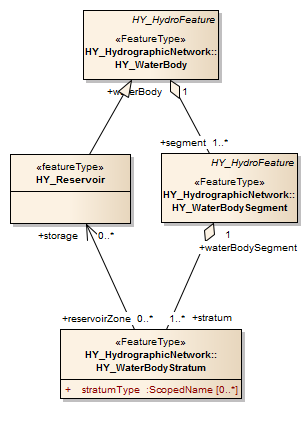 HY_HydroFeature
«FeatureType»
HY_HydrographicNetwork::
HY_WaterBody
+waterBody
1
+segment 1..*
«featureType»
HY_Reservoir
HY_HydroFeature
«FeatureType»
HY_HydrographicNetwork::
HY_WaterBodySegment
+storage 0..*
1
+waterBodySegment
+reservoirZone 0..*
1..* +stratum
«FeatureType»
HY_HydrographicNetwork::
HY_WaterBodyStratum
+ stratumType :ScopedName [0..*]